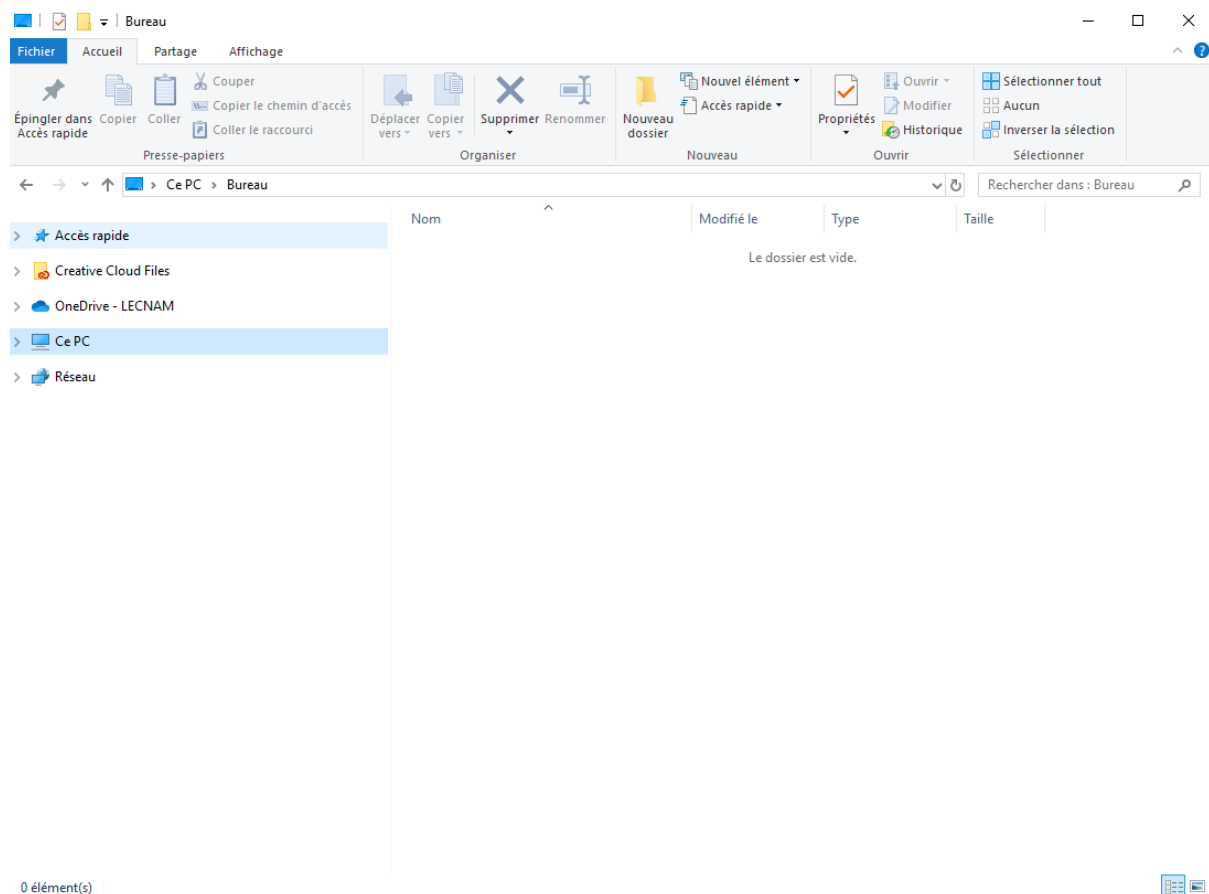 Bureau
Fichier Accueil Partage Affichage
Épingler dans Accès rapide
Copier
Coller
Couper
Copier le chemin d'accès
Coller le raccourci
Presse-papiers
Déplacer vers
Copier vers
Supprimer
Renommer
Organiser
Nouveau dossier
Nouvel élément
Accès rapide
Nouveau
Propriétés
Ouvrir
Modifier
Historique
Ouvrir
Sélectionner tout
Aucun
Inverser la sélection
Sélectionner
Ce PC > Bureau
Rechercher dans : Bureau
Nom Modifié le Type Taille
Le dossier est vide.
Accès rapide
Creative Cloud Files
OneDrive - LECNAM
Ce PC
Réseau
0 élément(s)